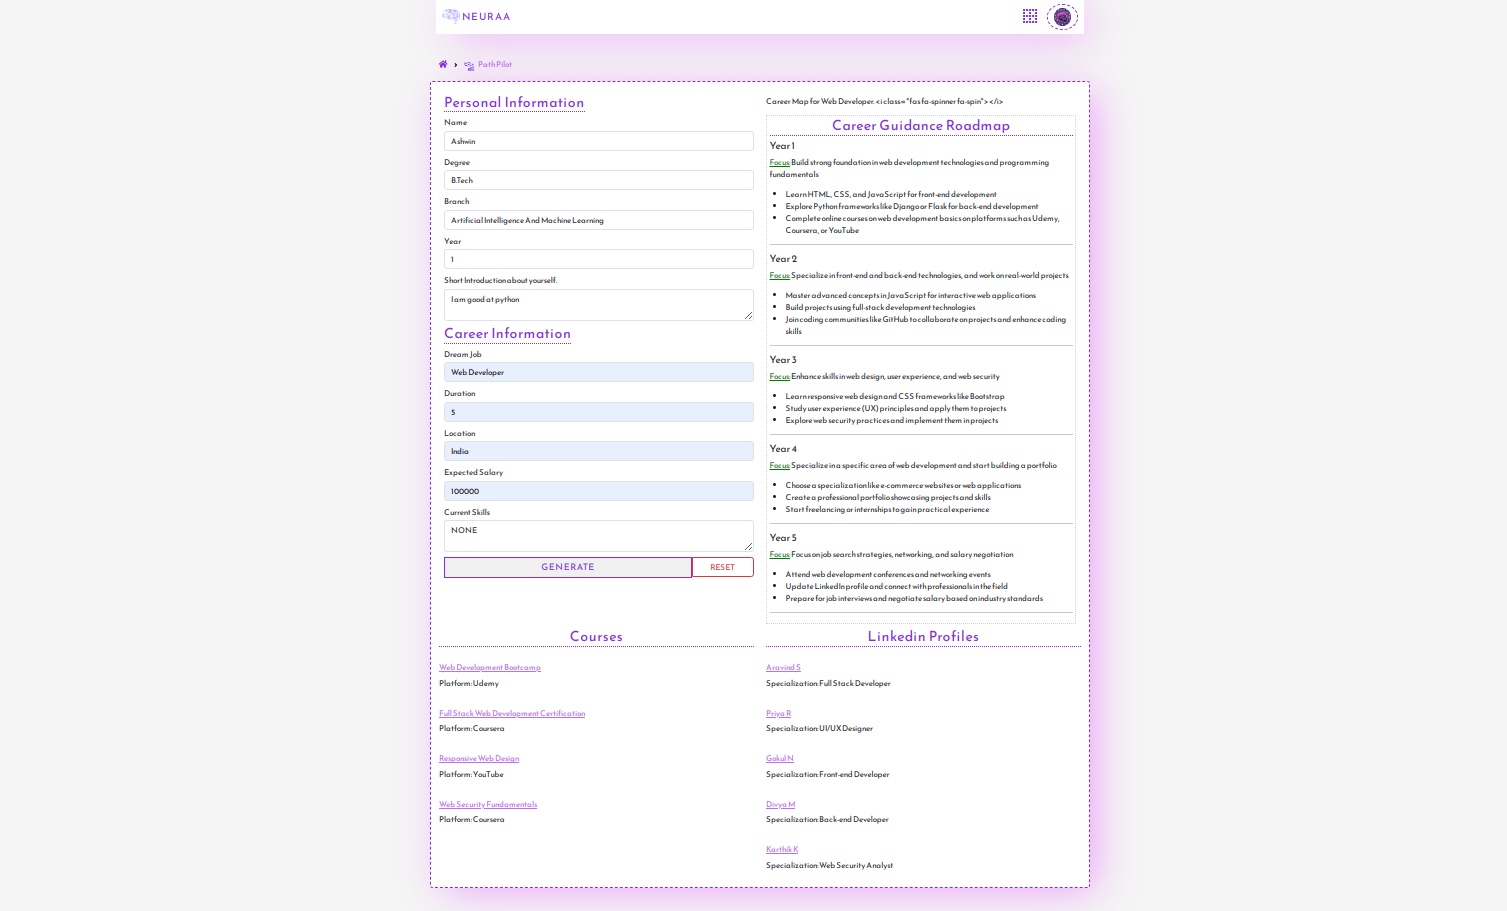 NEURAA
PathPilot
Personal Information
Name
Ashwin
Degree
B.Tech
Branch
Artificial Intelligence And Machine Learning
Year
1
Short Introduction about yourself.
I am good at python
Career Information
Dream Job
Web Developer
Duration
5
Location
India
Expected Salary
100000
Current Skills
NONE
GENERATE
RESET
Career Map for Web Developer. <i class="fas fa-spinner fa-spin"></i>
Career Guidance Roadmap
Year 1
Focus: Build strong foundation in web development technologies and programming
fundamentals
Learn HTML, CSS, and JavaScript for front-end development
Explore Python frameworks like Django or Flask for back-end development
Complete online courses on web development basics on platforms such as Udemy,
Coursera, or YouTube
Year 2
Focus: Specialize in front-end and back-end technologies, and work on real-world projects
Master advanced concepts in JavaScript for interactive web applications
Build projects using full-stack development technologies
Join coding communities like GitHub to collaborate on projects and enhance coding
skills
Year 3
Focus: Enhance skills in web design, user experience, and web security
Learn responsive web design and CSS frameworks like Bootstrap
Study user experience (UX) principles and apply them to projects
Explore web security practices and implement them in projects
Year 4
Focus: Specialize in a specific area of web development and start building a portfolio
Choose a specialization like e-commerce websites or web applications
Create a professional portfolio showcasing projects and skills
Start freelancing or internships to gain practical experience
Year 5
Focus: Focus on job search strategies, networking, and salary negotiation
Attend web development conferences and networking events
Update LinkedIn profile and connect with professionals in the field
Prepare for job interviews and negotiate salary based on industry standards
Courses
Web Development Bootcamp
Platform: Udemy
Full Stack Web Development Certification
Platform: Coursera
Responsive Web Design
Platform: YouTube
Web Security Fundamentals
Platform: Coursera
Linkedin Profiles
Aravind S
Specialization: Full Stack Developer
Priya R
Specialization: UI/UX Designer
Gokul N
Specialization: Front-end Developer
Divya M
Specialization: Back-end Developer
Karthik K
Specialization: Web Security Analyst